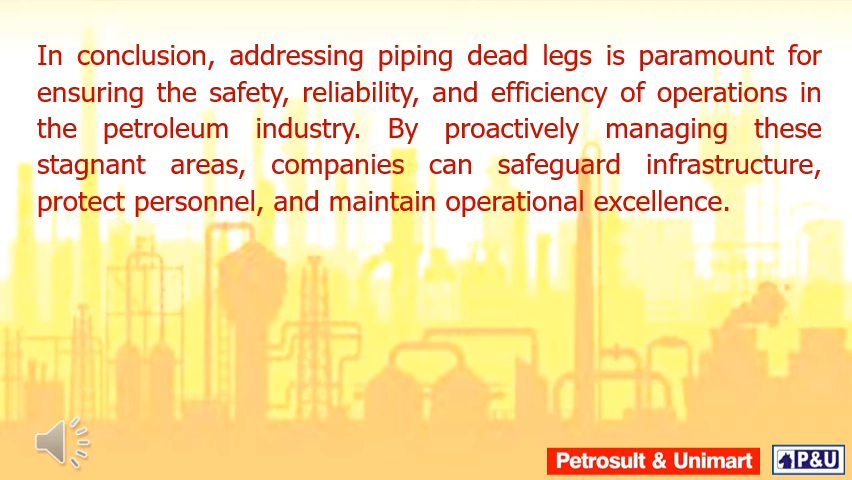 In conclusion, addressing piping dead legs is paramount for
ensuring the safety, reliability, and efficiency of operations in
the petroleum industry. By proactively managing these
stagnant areas, companies can safeguard infrastructure,
protect personnel, and maintain operational excellence.
Petrosult & Unimart
P&U